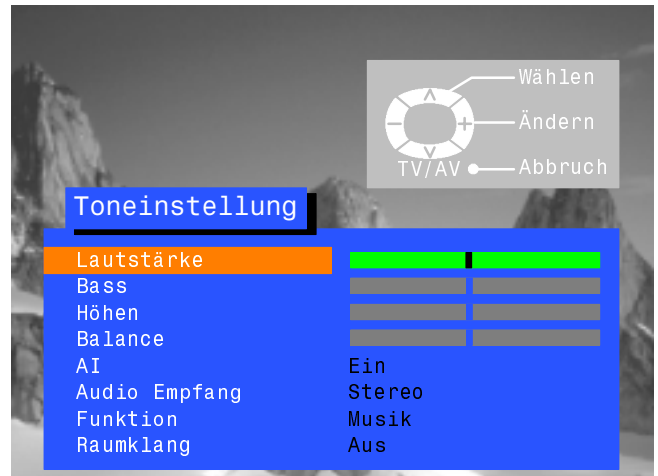 Wählen
Ändern
TV/AV Abbruch
Toneinstellung
Lautstärke
Bass
Höhen
Balance
AI Ein
Audio Empfang Stereo
Funktion Musik
Raumklang Aus